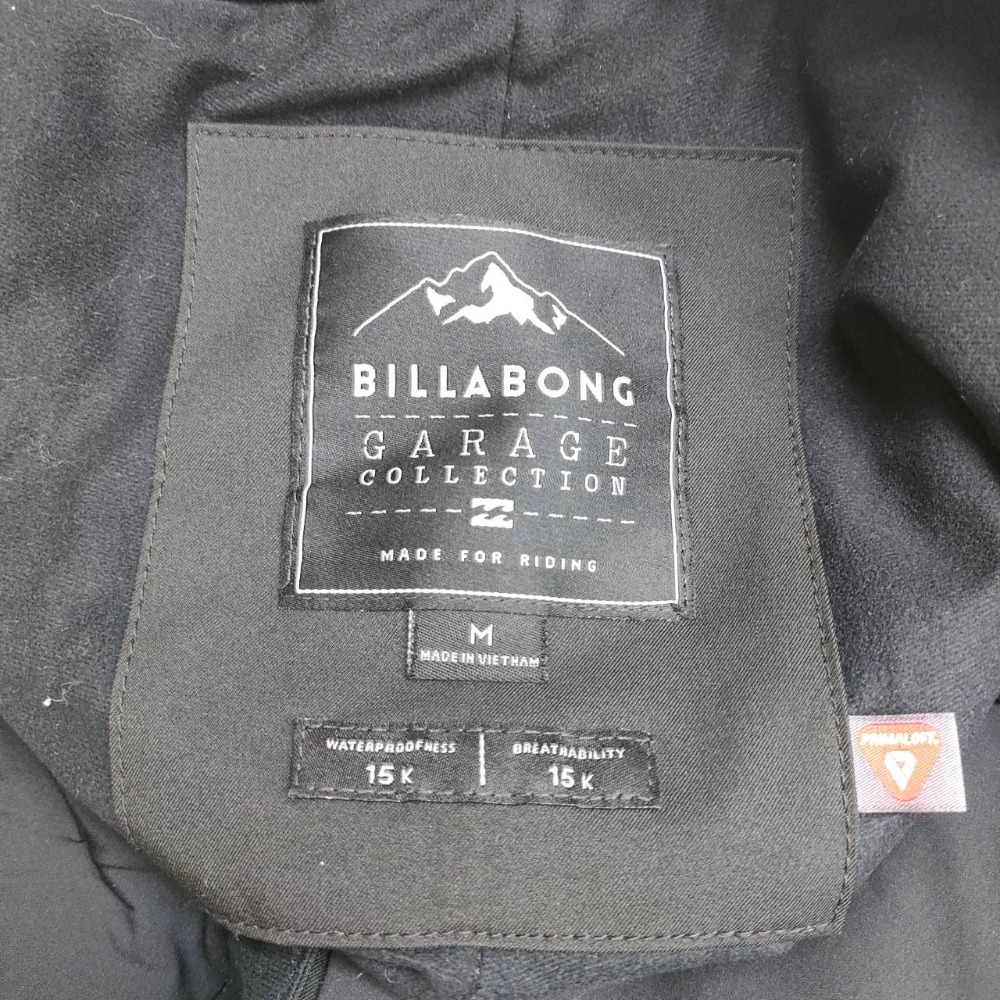 BILLABONG
GARAGE
COLLECTION
MADE FOR RIDING
M
MADE IN VIETNAM
WATERPROOFNESS
15 K
BREATHABILITY
15 K
PRIMALOFT.